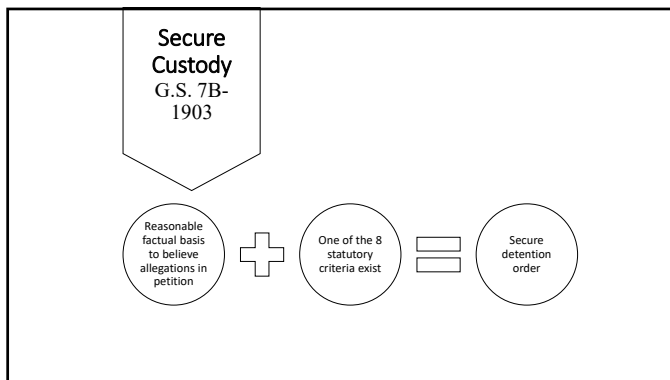 Secure
Custody
G.S. 7B-
1903
Reasonable
factual basis
to believe
allegations in
petition
One of the 8
statutory
criteria exist
Secure
detention
order